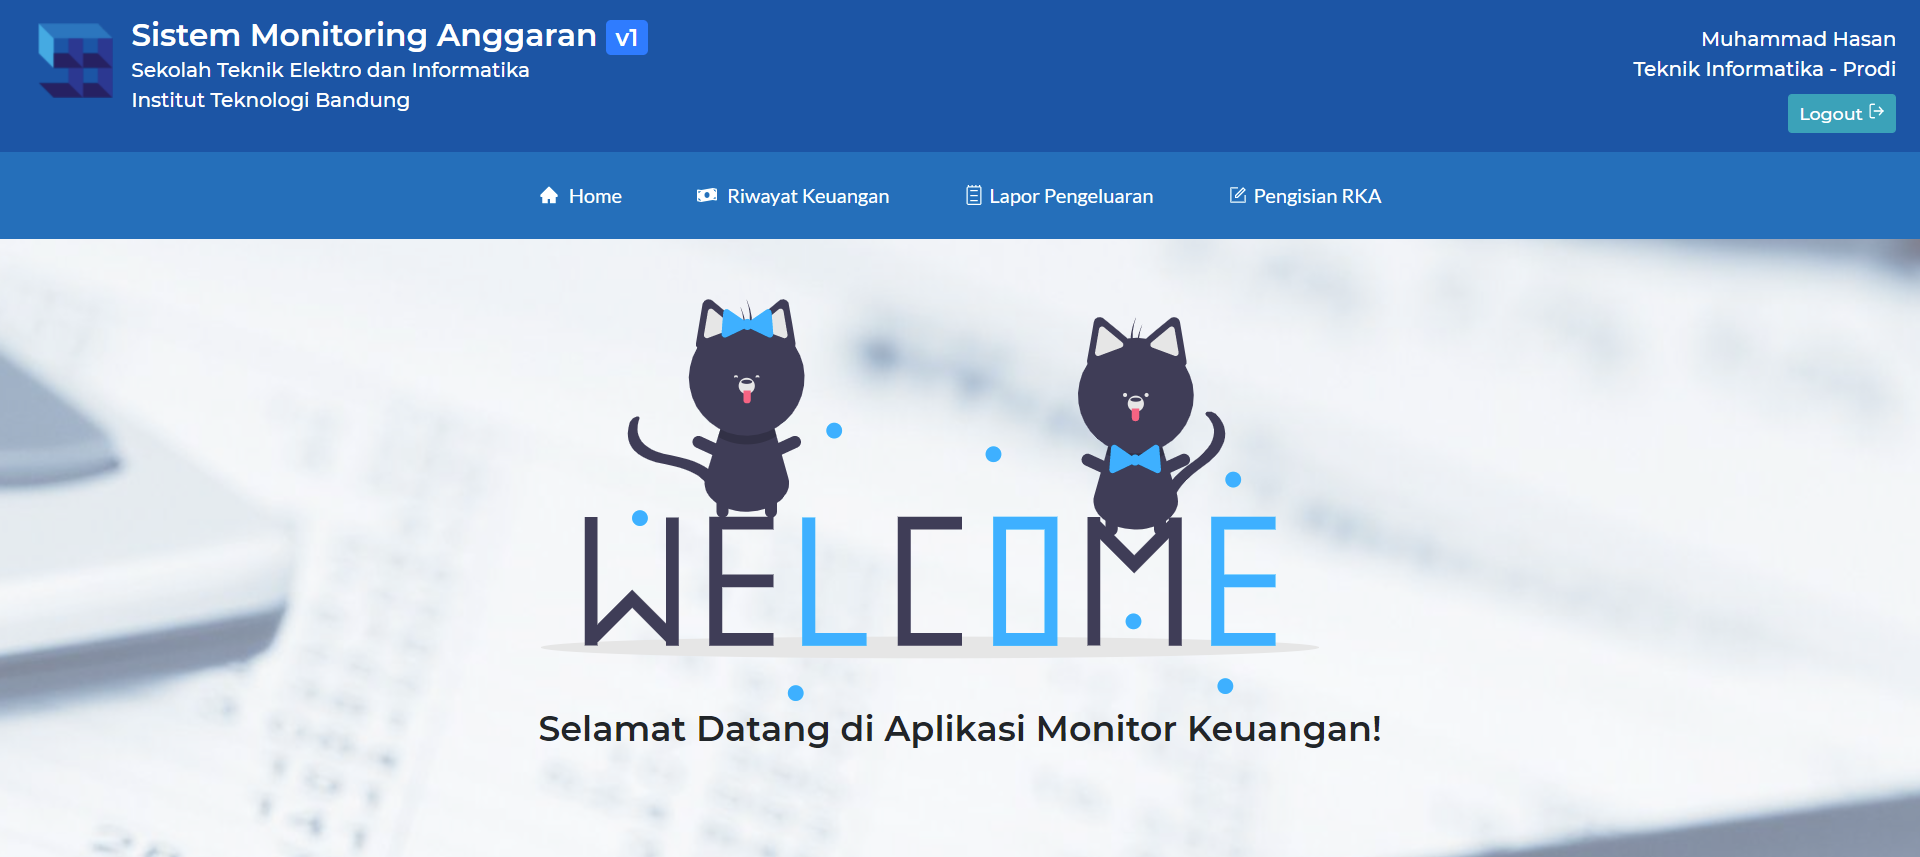 Sistem Monitoring Anggaran v1
Sekolah Teknik Elektro dan Informatika
Institut Teknologi Bandung
Muhammad Hasan
Teknik Informatika - Prodi
Logout
Home Riwayat Keuangan Lapor Pengeluaran Pengisian RKA
WELCOME
Selamat Datang di Aplikasi Monitor Keuangan!